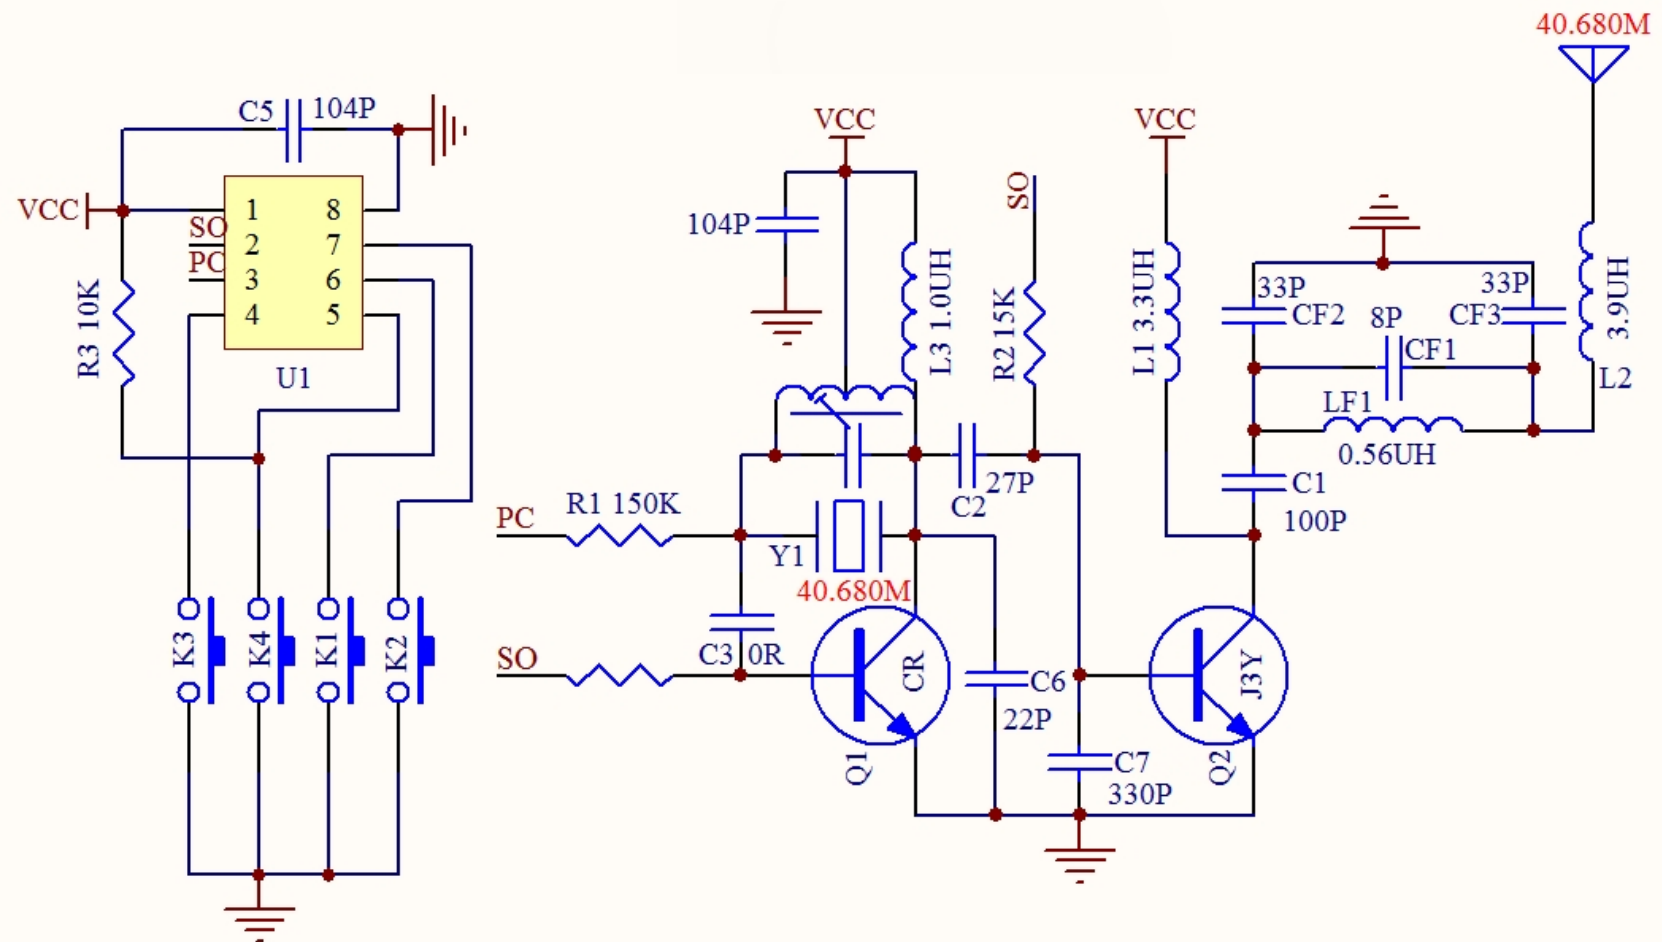 40.680M
C5 104P
VCC
VCC
VCC
1 8
SO
2 7
PC
3 6
4 5
U1
R3 10K
104P
L3 1.0UH
SO
R2 15K
L1 3.3UH
33P
CF2
8P
CF1
33P
CF3
3.9UH
L2
LF1
0.56UH
C1
100P
27P
C2
PC
R1 150K
Y1
40.680M
SO
C3 0R
CR
Q1
C6
22P
C7
330P
J3Y
Q2
K3
K4
K1
K2